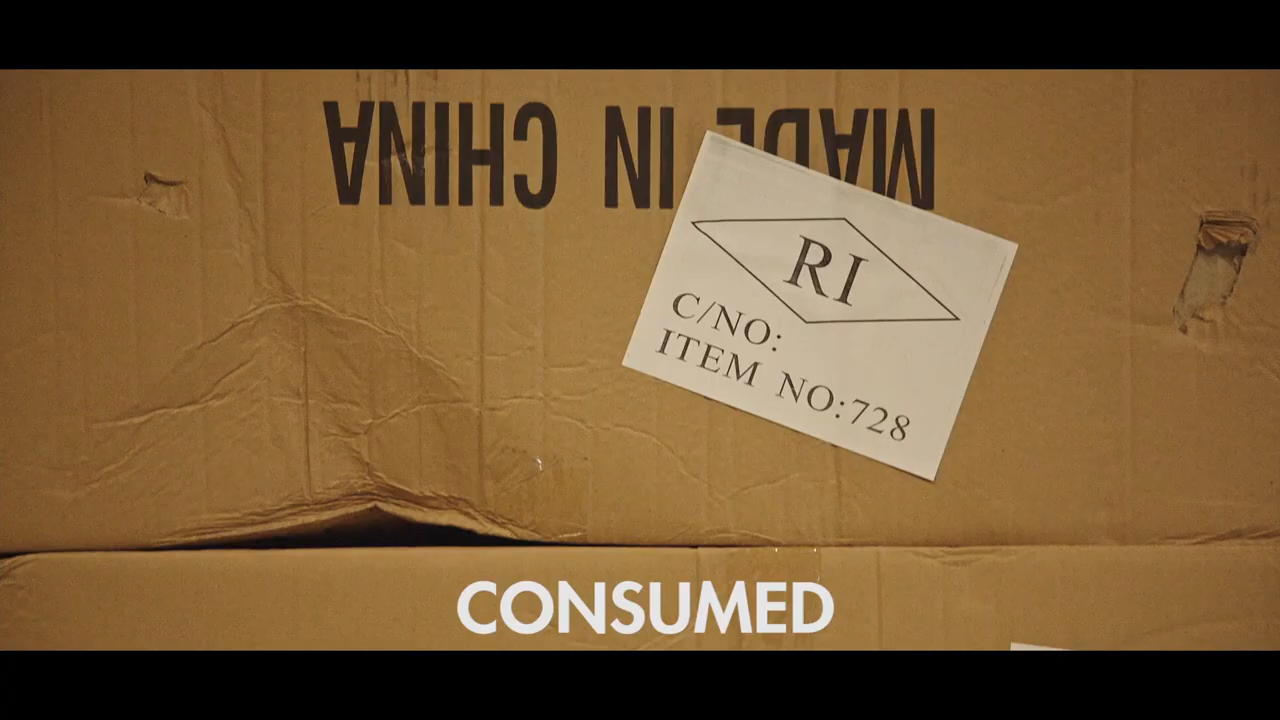 MADE IN CHINA
RI
C/NO:
ITEM NO:728
CONSUMED